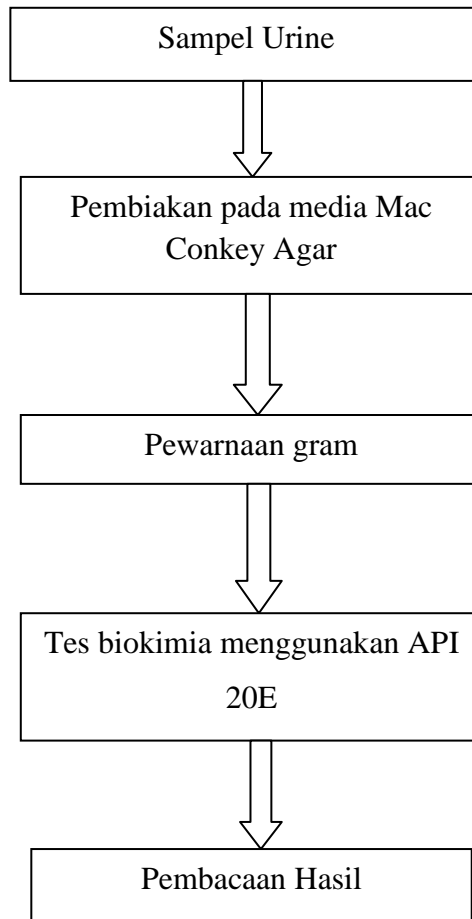 Sampel Urine
Pembiakan pada media Mac
Conkey Agar
Pewarnaan gram
Tes biokimia menggunakan API
20E
Pembacaan Hasil